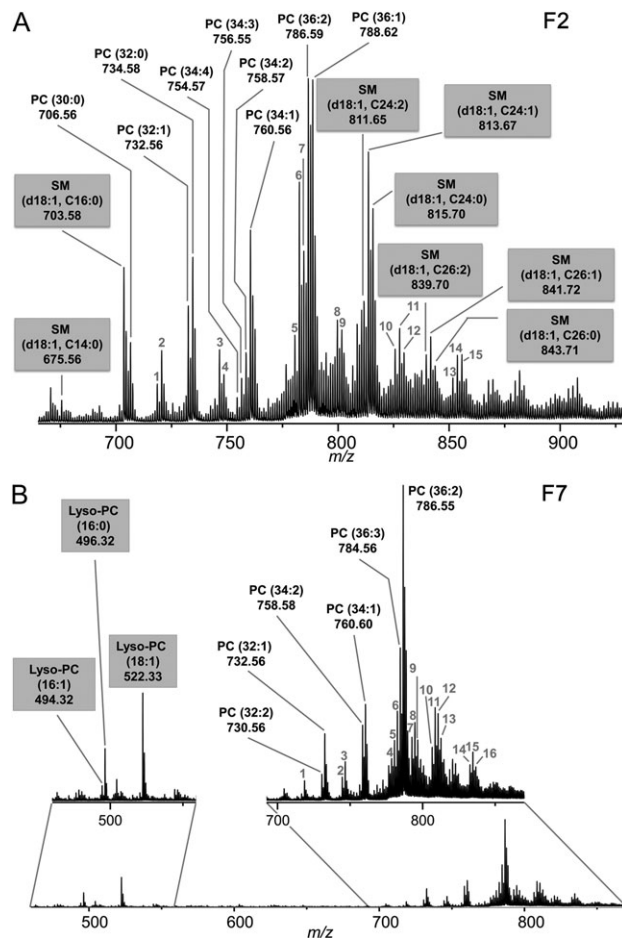 A
F2
PC (30:0)
706.56
PC (32:0)
734.58
PC (32:1)
732.56
PC (34:4)
754.57
PC (34:3)
756.55
PC (34:2)
758.57
PC (34:1)
760.56
PC (36:2)
786.59
PC (36:1)
788.62
SM
(d18:1, C14:0)
675.56
SM
(d18:1, C16:0)
703.58
SM
(d18:1, C24:2)
811.65
SM
(d18:1, C24:1)
813.67
SM
(d18:1, C24:0)
815.70
SM
(d18:1, C26:2)
839.70
SM
(d18:1, C26:1)
841.72
SM
(d18:1, C26:0)
843.71
1
2
3
4
5
6
7
8
9
10
11
12
13
14
15
700
750
800
850
900
m/z
B
F7
Lyso-PC
(16:0)
496.32
Lyso-PC
(16:1)
494.32
Lyso-PC
(18:1)
522.33
PC (32:2)
730.56
PC (32:1)
732.56
PC (34:2)
758.58
PC (34:1)
760.60
PC (36:3)
784.56
PC (36:2)
786.55
1
2
3
4
5
6
7
8
9
10
11
12
13
14
15
16
500
700
800
500
600
700
800
m/z